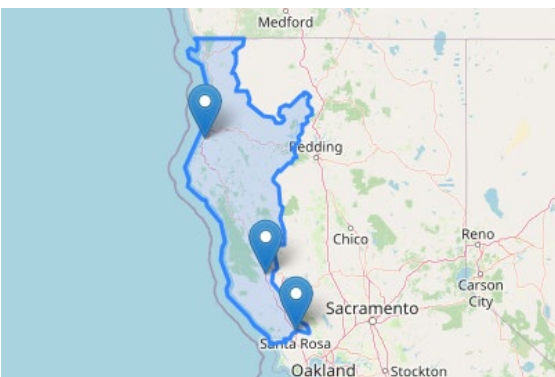 Medford
Redding
Chico
Reno
Carson
City
Sacramento
Santa Rosa
Oakland
Stockton